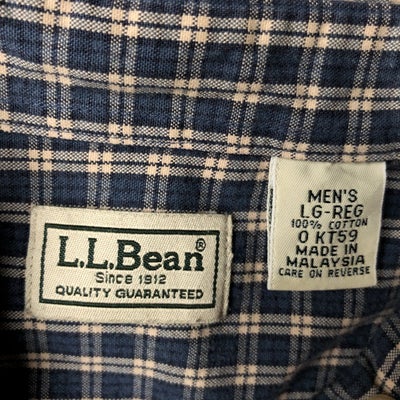 L.L.Bean®
Since 1912
QUALITY GUARANTEED
MEN'S
LG-REG
100% COTTON
0 KT59
MADE IN
MALAYSIA
CARE ON REVERSE